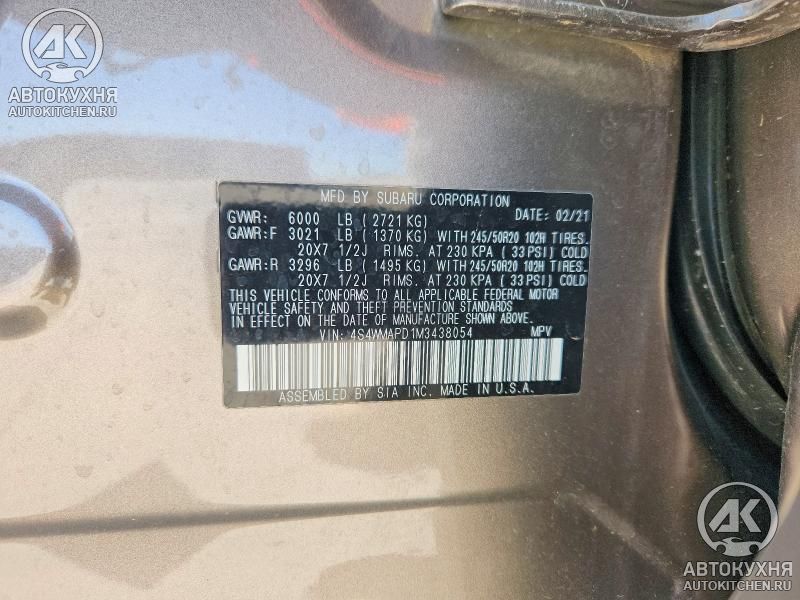 AK
АВТОКУХНЯ
AUTOKITCHEN.RU
MFD BY SUBARU CORPORATION
GVWR: 6000 LB ( 2721 KG) DATE: 02/21
GAWR:F 3021 LB ( 1370 KG) WITH 245/50R20 102H TIRES.
20X7 1/2J RIMS. AT 230 KPA ( 33 PSI) COLD
GAWR:R 3296 LB ( 1495 KG) WITH 245/50R20 102H TIRES.
20X7 1/2J RIMS. AT 230 KPA ( 33 PSI) COLD
THIS VEHICLE CONFORMS TO ALL APPLICABLE FEDERAL MOTOR
VEHICLE SAFETY AND THEFT PREVENTION STANDARDS
IN EFFECT ON THE DATE OF MANUFACTURE SHOWN ABOVE.
VIN: 4S4WMAPD1M3438054 MPV
ASSEMBLED BY SIA INC. MADE IN U.S.A.
AK
АВТОКУХНЯ
AUTOKITCHEN.RU